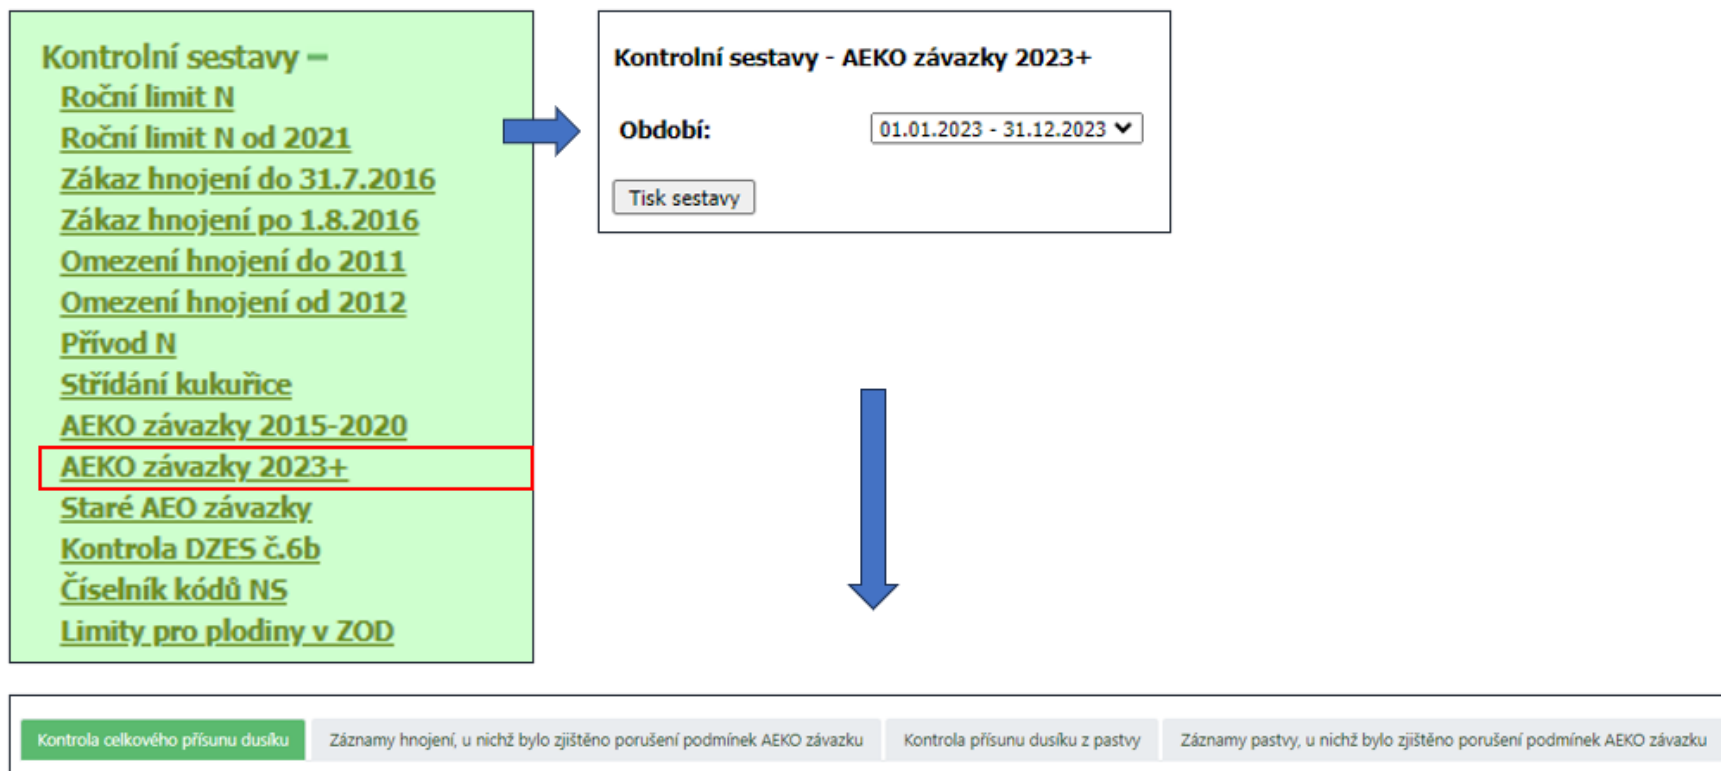 Kontrolní sestavy –
Roční limit N
Roční limit N od 2021
Zákaz hnojení do 31.7.2016
Zákaz hnojení po 1.8.2016
Omezení hnojení do 2011
Omezení hnojení od 2012
Přívod N
Střídání kukuřice
AEKO závazky 2015-2020
AEKO závazky 2023+
Staré AEO závazky
Kontrola DZES č.6b
Číselník kódů NS
Limity pro plodiny v ZOD
Kontrolní sestavy - AEKO závazky 2023+
Období: 01.01.2023 - 31.12.2023
Tisk sestavy
Kontrola celkového přísunu dusíku Záznamy hnojení, u nichž bylo zjištěno porušení podmínek AEKO závazku Kontrola přísunu dusíku z pastvy Záznamy pastvy, u nichž bylo zjištěno porušení podmínek AEKO závazku